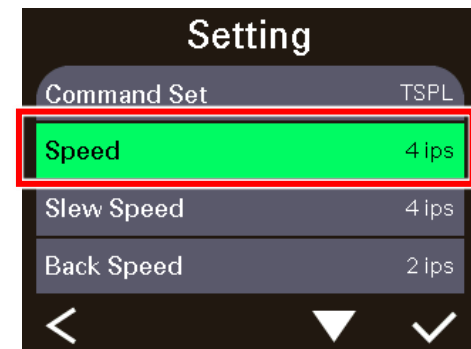 Setting
Command Set TSPL
Speed 4 ips
Slew Speed 4 ips
Back Speed 2 ips